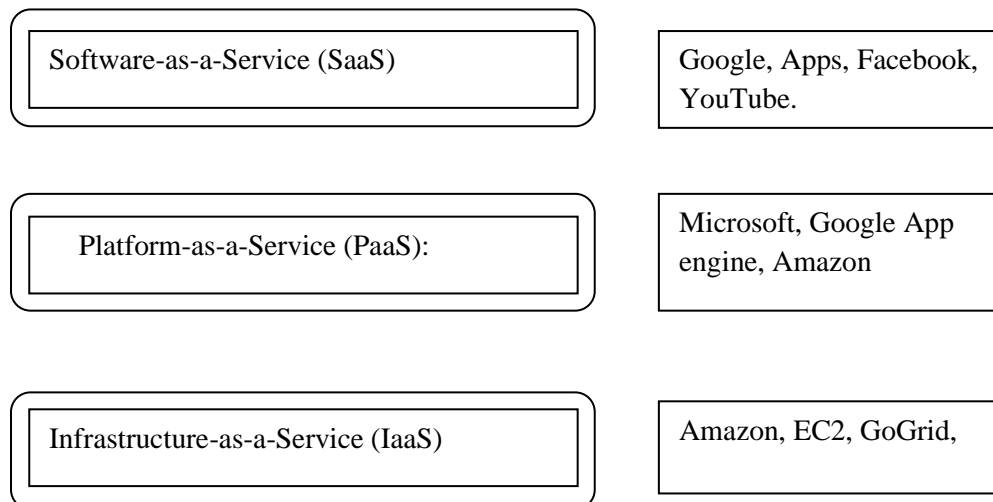 Software-as-a-Service (SaaS)
Google, Apps, Facebook,
YouTube.
Platform-as-a-Service (PaaS):
Microsoft, Google App
engine, Amazon
Infrastructure-as-a-Service (IaaS)
Amazon, EC2, GoGrid,